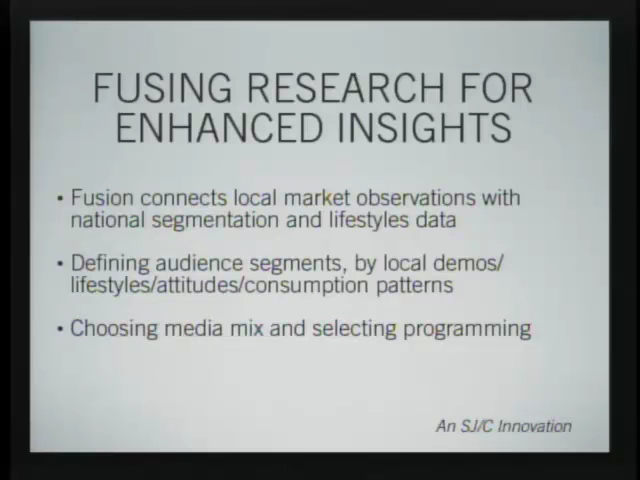 FUSING RESEARCH FOR
ENHANCED INSIGHTS
• Fusion connects local market observations with
national segmentation and lifestyles data
• Defining audience segments, by local demos/
lifestyles/attitudes/consumption patterns
• Choosing media mix and selecting programming
An SJ/C Innovation